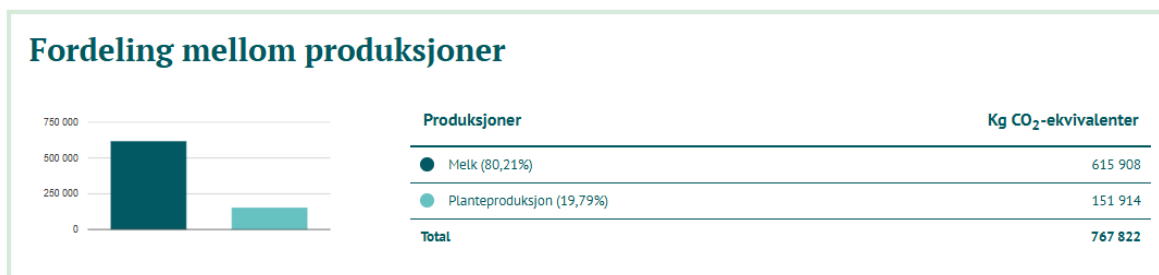 Fordeling mellom produksjoner
750 000
500 000
250 000
0
Produksjoner Kg CO₂-ekvivalenter
Melk (80,21%) 615 908
Planteproduksjon (19,79%) 151 914
Total 767 822